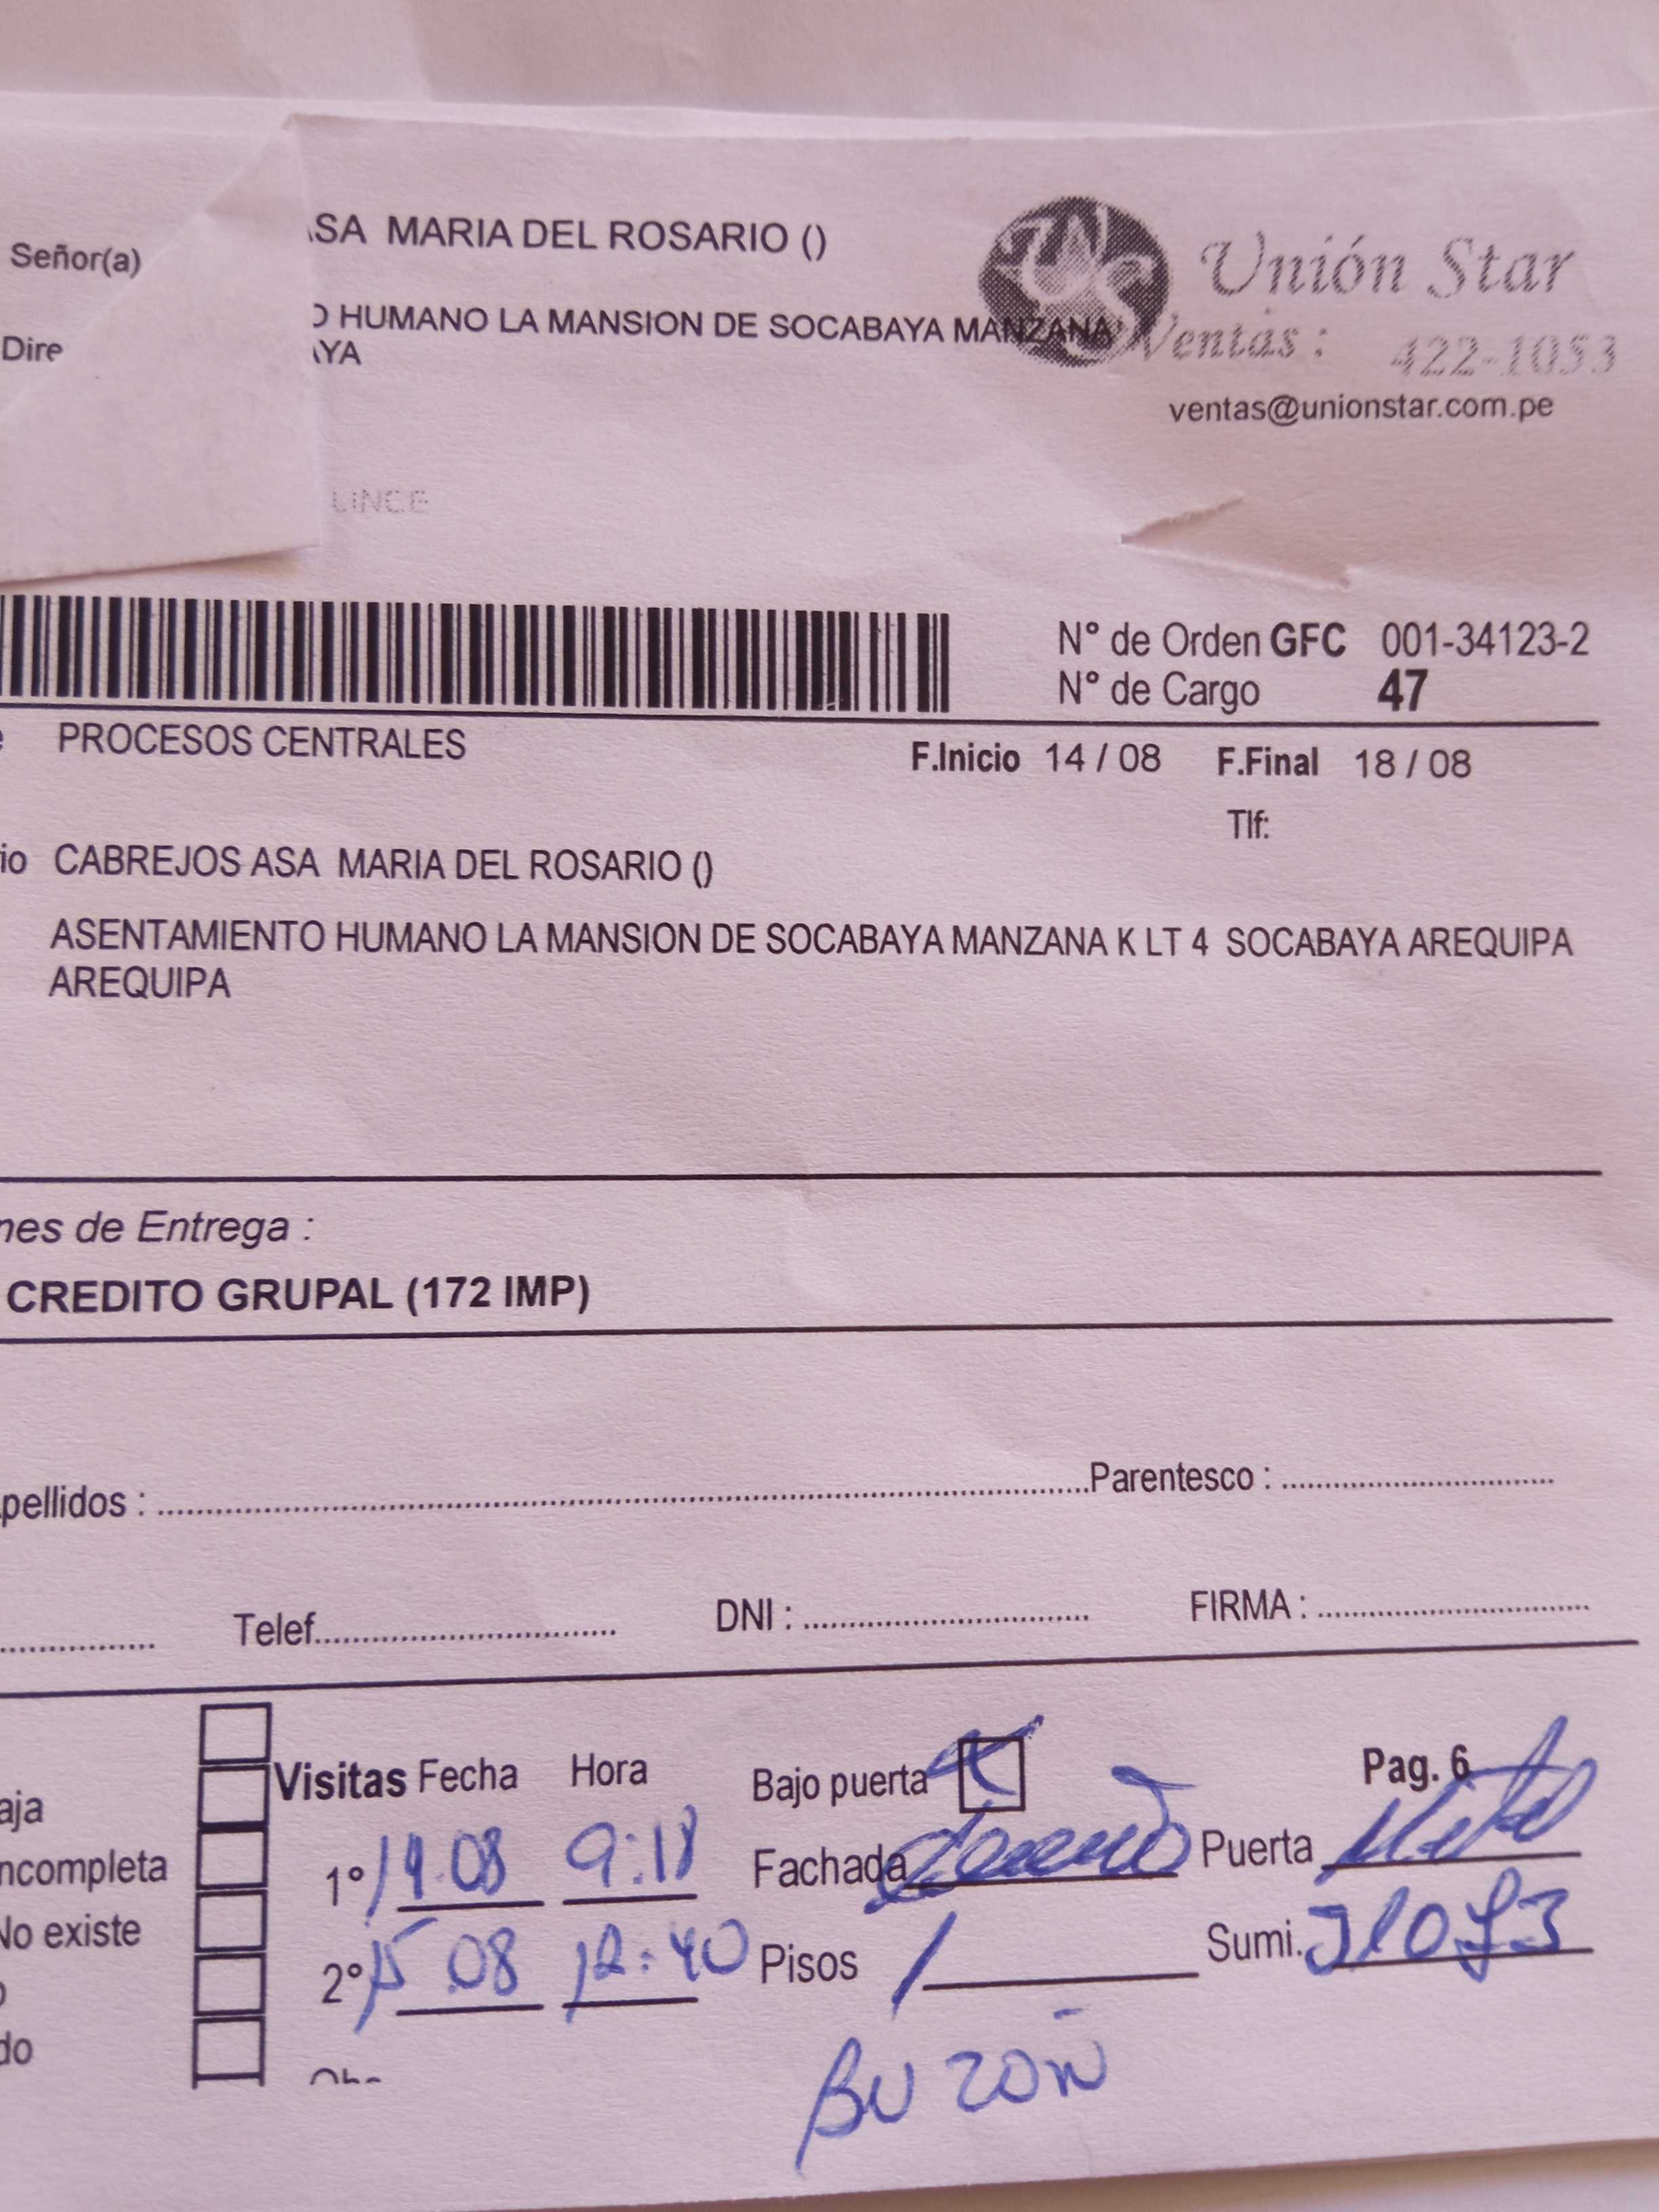 Señor(a) ASA MARIA DEL ROSARIO ()
Dire O HUMANO LA MANSION DE SOCABAYA MANZANA
AYA
Unión Star
Ventas : 422-1053
ventas@unionstar.com.pe
LINCE
N° de Orden GFC 001-34123-2
N° de Cargo 47
PROCESOS CENTRALES
F.Inicio 14 / 08 F.Final 18 / 08
Tlf:
io CABREJOS ASA MARIA DEL ROSARIO ()
ASENTAMIENTO HUMANO LA MANSION DE SOCABAYA MANZANA K LT 4 SOCABAYA AREQUIPA
AREQUIPA
nes de Entrega :
CREDITO GRUPAL (172 IMP)
pellidos : Parentesco :
Telef. DNI : FIRMA :
Visitas Fecha Hora Bajo puerta Pag. 6
aja
1° 14.08 9:18 Fachada Puerta
ncompleta
No existe
2° 15 08 12:40 Pisos 1 Sumi.
do
BUZON